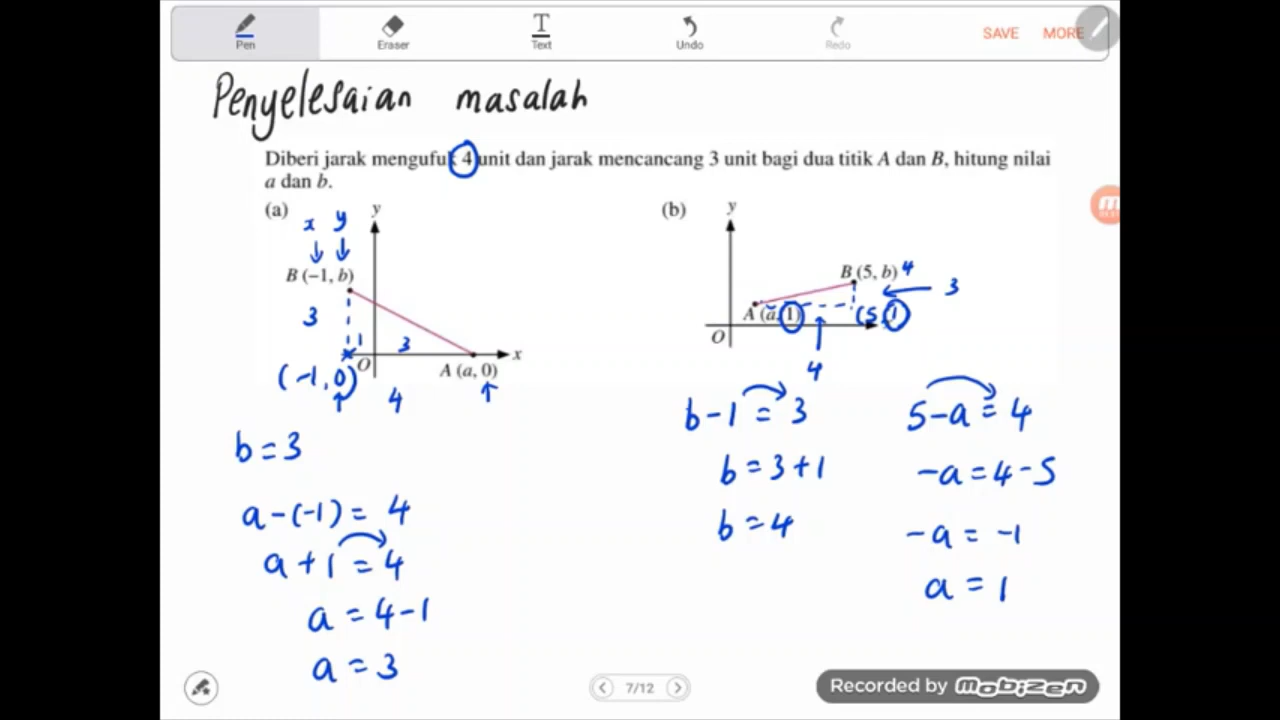 Pen Eraser Text Undo Redo SAVE MORE
Penyelesaian masalah
Diberi jarak mengufuk 4 unit dan jarak mencancang 3 unit bagi dua titik A dan B, hitung nilai
a dan b.
(a)
x y
y
B (−1, b)
3
1
3
O
x
A (a, 0)
(-1, 0)
4
b = 3
a - (-1) = 4
a + 1 = 4
a = 4 - 1
a = 3
(b)
y
B (5, b) 4
3
A (a, 1)
(5, 1)
O
4
b - 1 = 3
b = 3 + 1
b = 4
5 - a = 4
-a = 4 - 5
-a = -1
a = 1
7/12
Recorded by mobizen